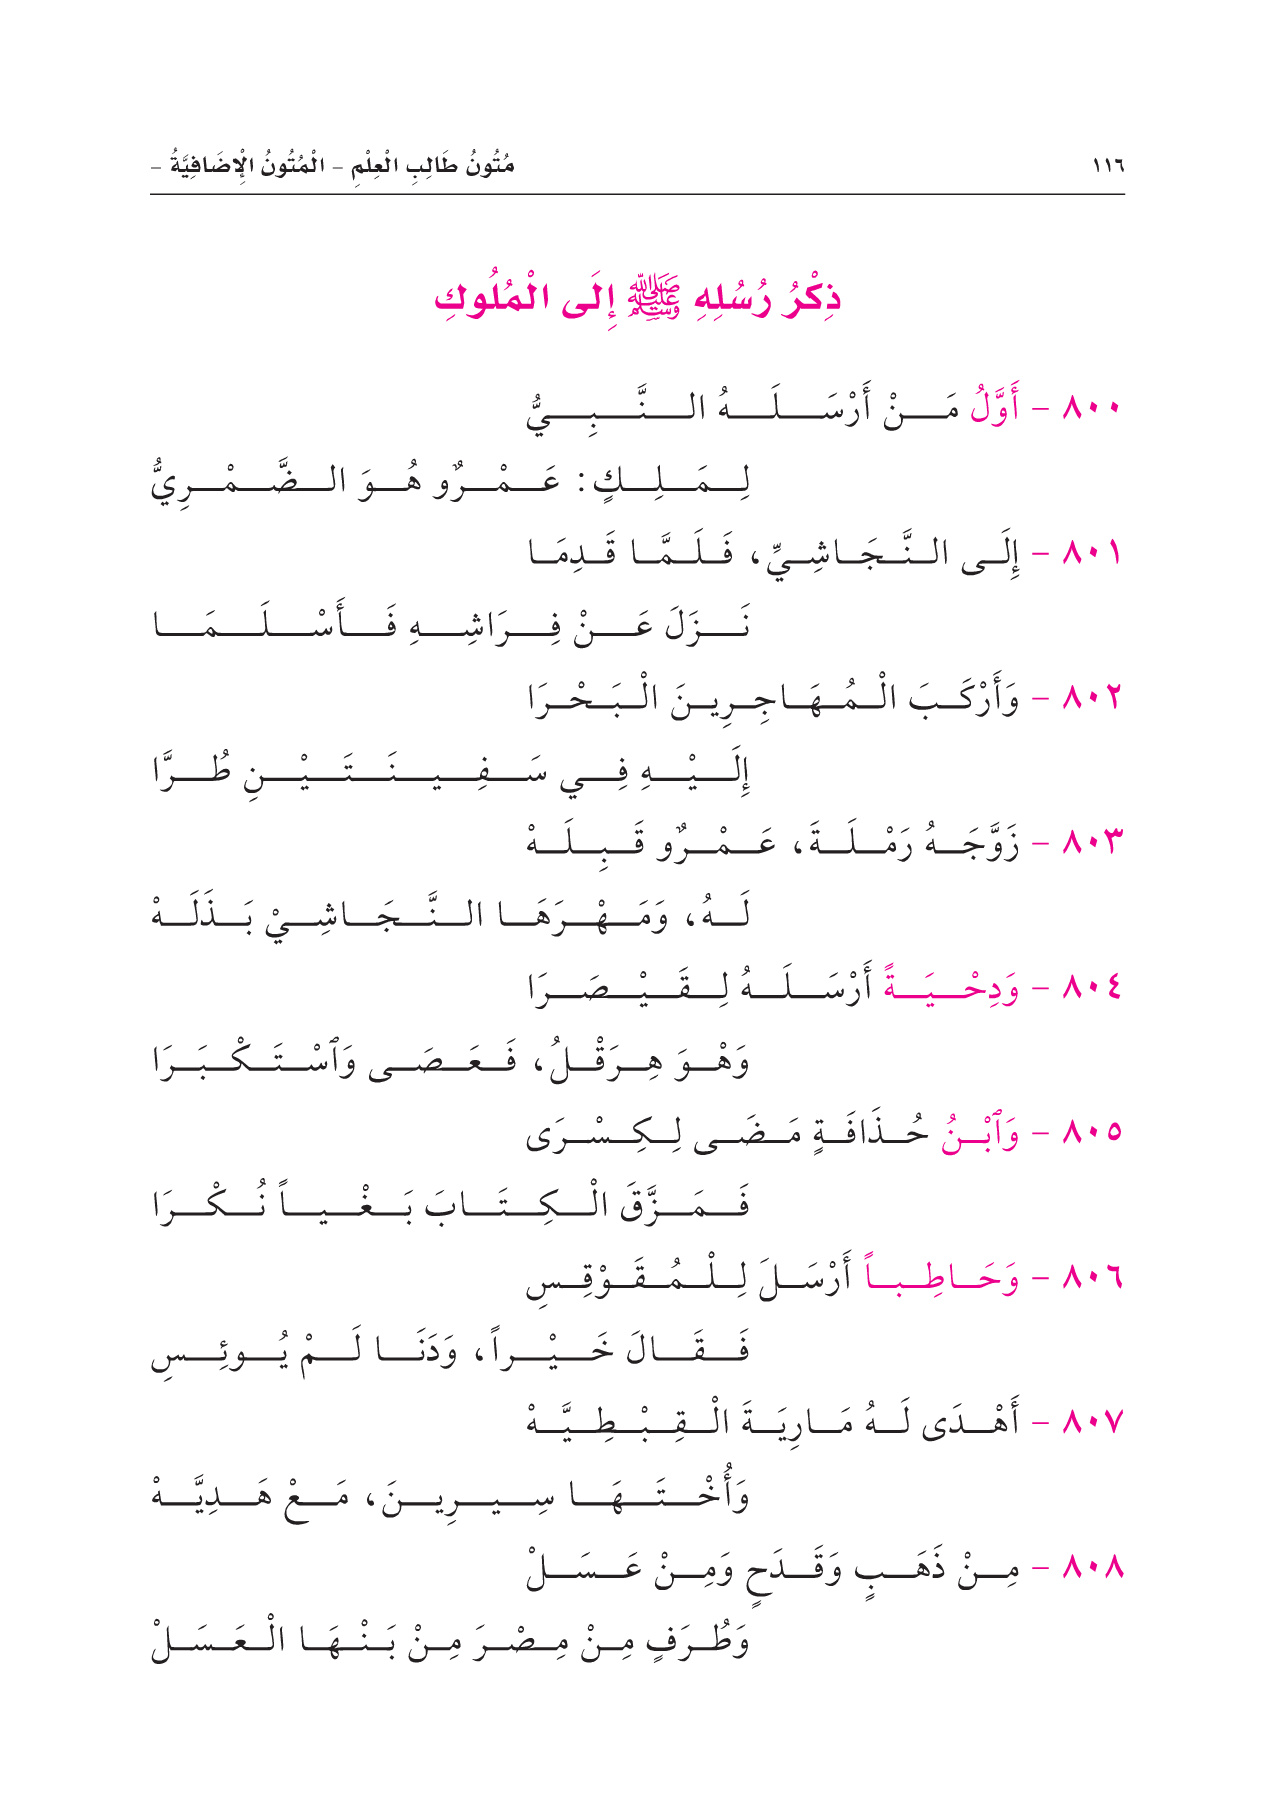 ١١٦
مُتُونُ طَالِبِ الْعِلْمِ – الْمُتُونُ الْإِضَافِيَّةُ –
ذِكْرُ رُسُلِهِ ﷺ إِلَى الْمُلُوكِ
٨٠٠ – أَوَّلُ مَنْ أَرْسَلَهُ النَّبِيُّ
لِمَلِكٍ: عَمْرٌو هُوَ الضَّمْرِيُّ
٨٠١ – إِلَى النَّجَاشِيِّ، فَلَمَّا قَدِمَا
نَزَلَ عَنْ فِرَاشِهِ فَأَسْلَمَا
٨٠٢ – وَأَرْكَبَ الْمُهَاجِرِينَ الْبَحْرَا
إِلَيْهِ فِي سَفِينَتَيْنِ طُرَّا
٨٠٣ – زَوَّجَهُ رَمْلَةَ، عَمْرٌو قَبِلَهْ
لَهُ، وَمَهْرَهَا النَّجَاشِيْ بَذَلَهْ
٨٠٤ – وَدِحْيَةً أَرْسَلَهُ لِقَيْصَرَا
وَهْوَ هِرَقْلُ، فَعَصَى وَٱسْتَكْبَرَا
٨٠٥ – وَٱبْنُ حُذَافَةٍ مَضَى لِكِسْرَى
فَمَزَّقَ الْكِتَابَ بَغْياً نُكْرَا
٨٠٦ – وَحَاطِباً أَرْسَلَ لِلْمُقَوْقِسِ
فَقَالَ خَيْراً، وَدَنَا لَمْ يُوئِسِ
٨٠٧ – أَهْدَى لَهُ مَارِيَةَ الْقِبْطِيَّهْ
وَأُخْتَهَا سِيرِينَ، مَعْ هَدِيَّهْ
٨٠٨ – مِنْ ذَهَبٍ وَقَدَحٍ وَمِنْ عَسَلْ
وَطُرَفٍ مِنْ مِصْرَ مِنْ بَنْهَا الْعَسَلْ